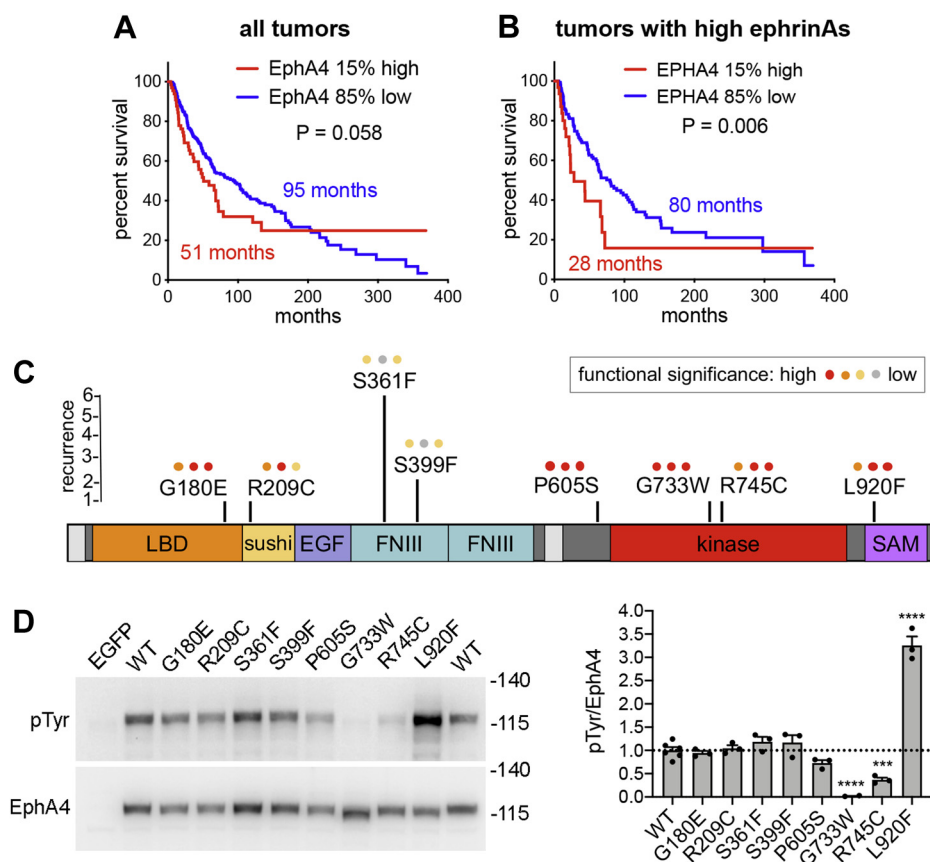 A
all tumors
EphA4 15% high
EphA4 85% low
P = 0.058
95 months
51 months
percent survival
100
80
60
40
20
0
0 100 200 300 400
months
B
tumors with high ephrinAs
EPHA4 15% high
EPHA4 85% low
P = 0.006
80 months
28 months
percent survival
100
80
60
40
20
0
0 100 200 300 400
months
C
functional significance: high low
recurrence
6
5
4
3
2
1
S361F
S399F
G180E R209C P605S G733W R745C L920F
LBD sushi EGF FNIII FNIII kinase SAM
D
EGFP WT G180E R209C S361F S399F P605S G733W R745C L920F WT
pTyr
-140
-115
EphA4
-140
-115
pTyr/EphA4
4.0
3.5
3.0
2.5
2.0
1.5
1.0
0.5
0.0
**** *** ****
WT G180E R209C S361F S399F P605S G733W R745C L920F